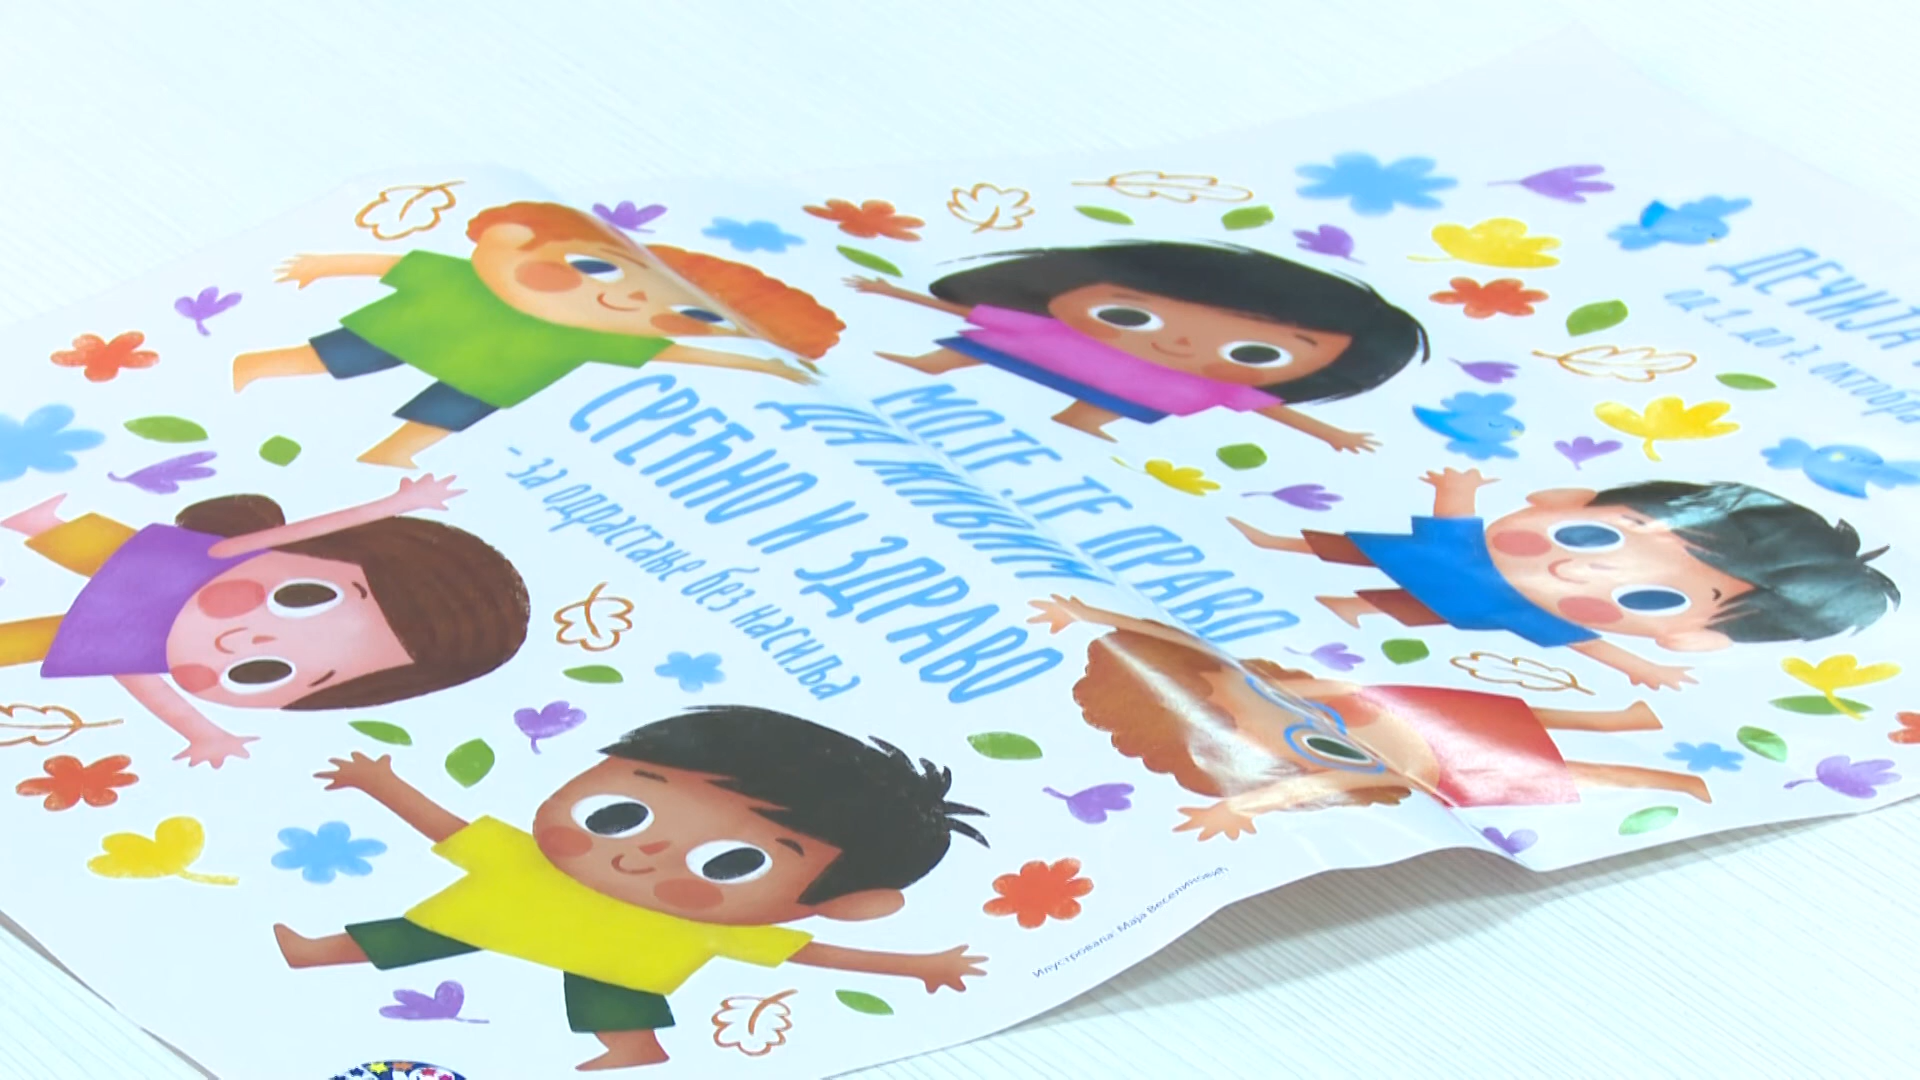 ДЕЧИЈА
ОД 1. ДО 7. ОКТОБРА
МОЈЕ ЈЕ ПРАВО
ДА ЖИВИМ
СРЕЋНО И ЗДРАВО
- за одрастање без насиља
Илустровала: Маја Веселиновић